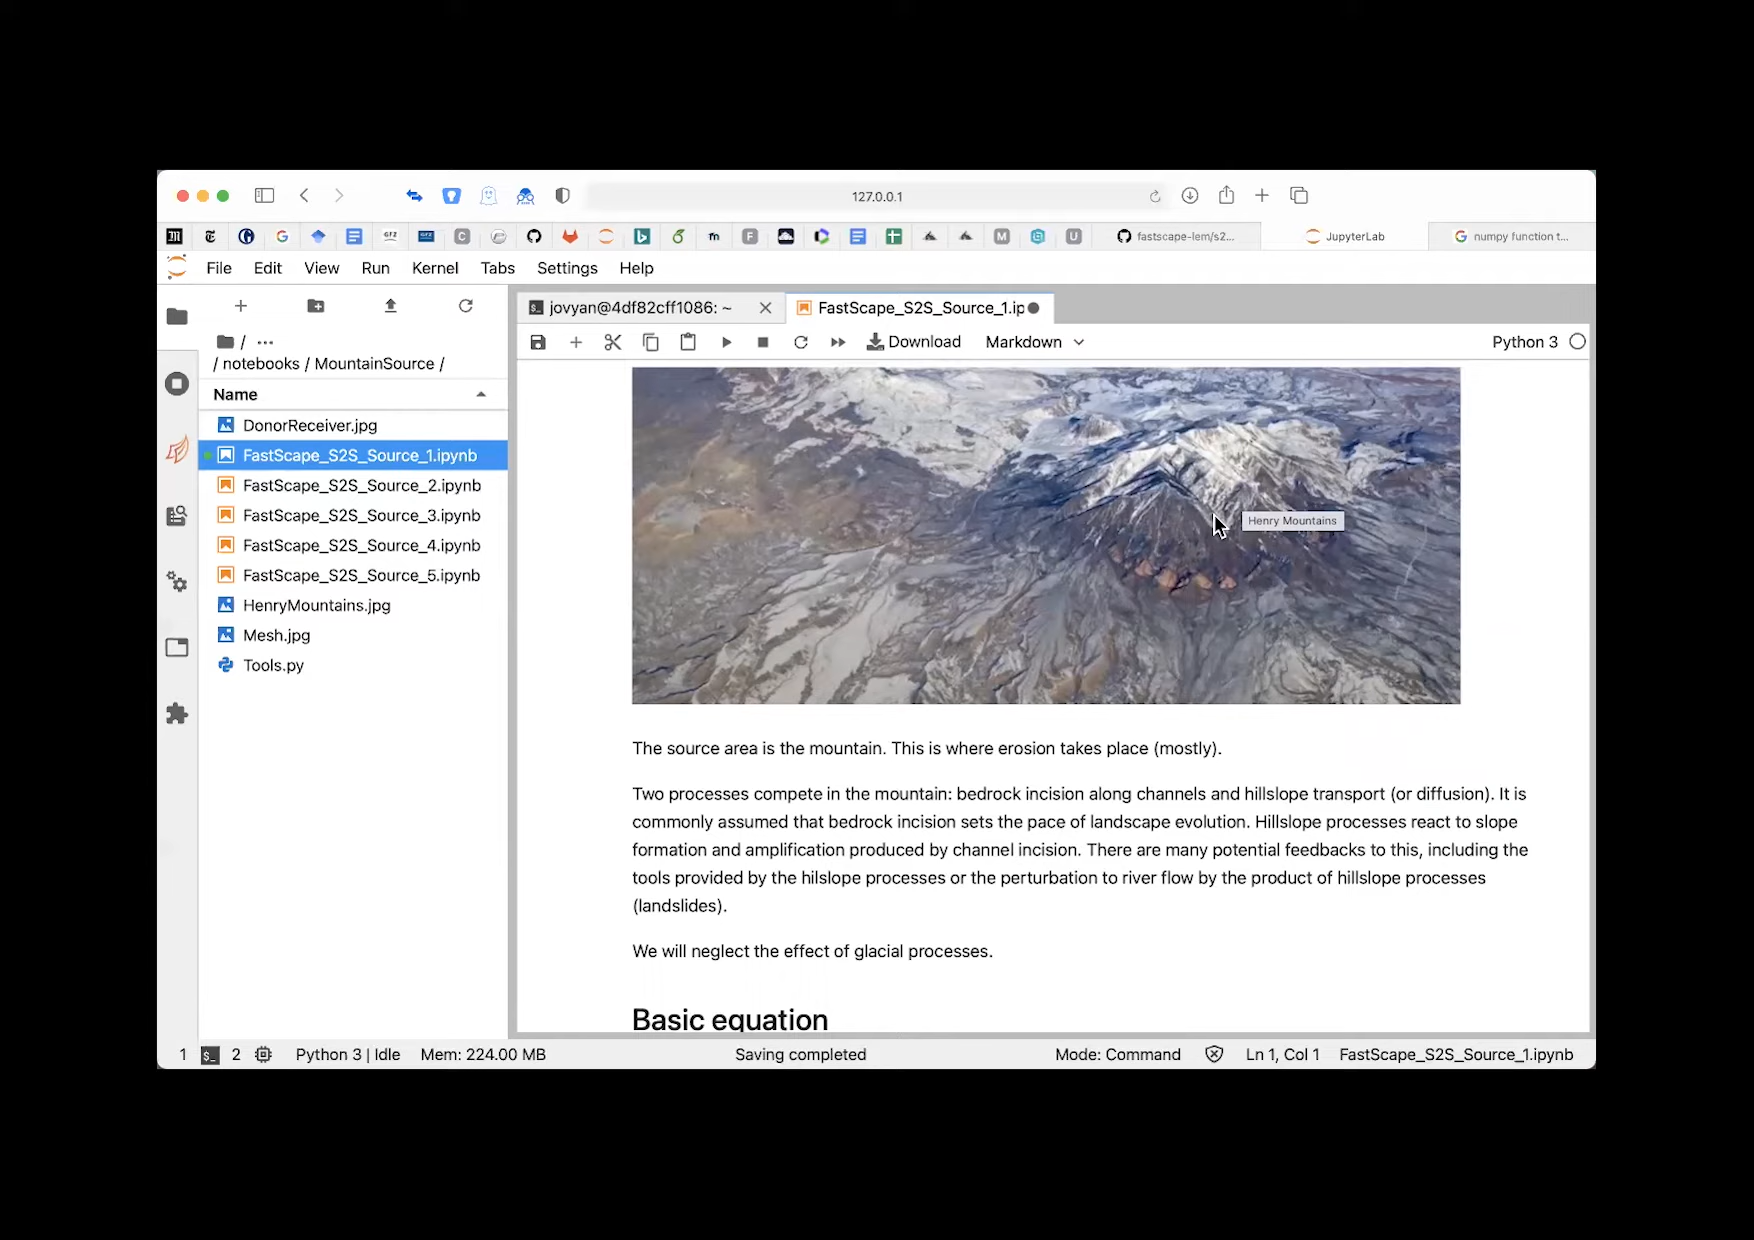 127.0.0.1
fastscape-lem/s2... JupyterLab numpy function t...
File Edit View Run Kernel Tabs Settings Help
jovyan@4df82cff1086: ~ FastScape_S2S_Source_1.ip
Download Markdown Python 3
/ ...
/ notebooks / MountainSource /
Name
DonorReceiver.jpg
FastScape_S2S_Source_1.ipynb
FastScape_S2S_Source_2.ipynb
FastScape_S2S_Source_3.ipynb
FastScape_S2S_Source_4.ipynb
FastScape_S2S_Source_5.ipynb
HenryMountains.jpg
Mesh.jpg
Tools.py
Henry Mountains
The source area is the mountain. This is where erosion takes place (mostly).
Two processes compete in the mountain: bedrock incision along channels and hillslope transport (or diffusion). It is
commonly assumed that bedrock incision sets the pace of landscape evolution. Hillslope processes react to slope
formation and amplification produced by channel incision. There are many potential feedbacks to this, including the
tools provided by the hilslope processes or the perturbation to river flow by the product of hillslope processes
(landslides).
We will neglect the effect of glacial processes.
Basic equation
1 2 Python 3 | Idle Mem: 224.00 MB Saving completed Mode: Command Ln 1, Col 1 FastScape_S2S_Source_1.ipynb